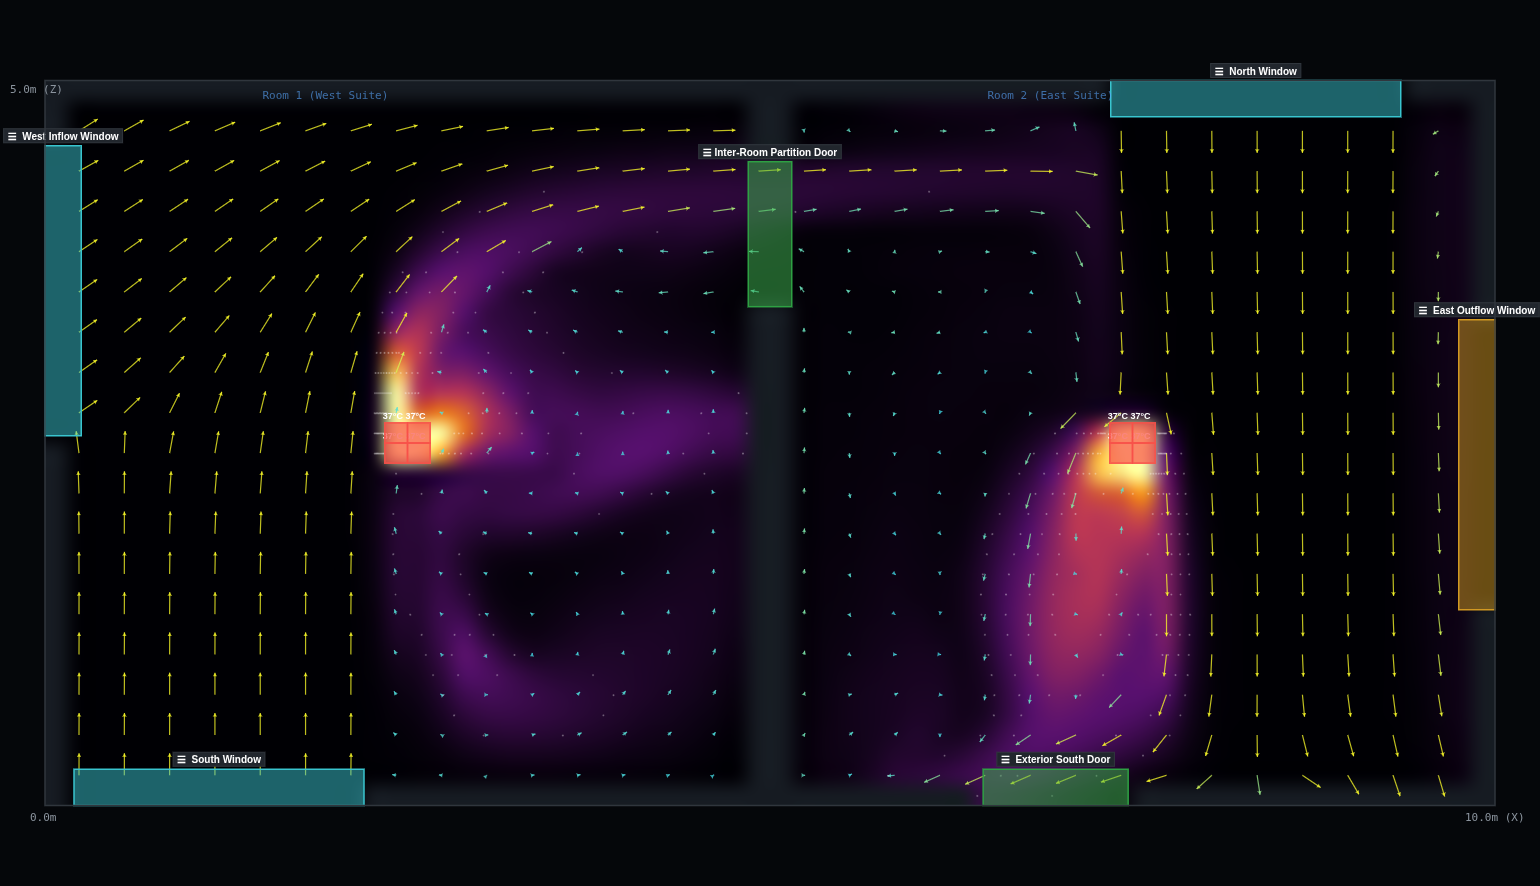 North Window
5.0m (Z)
Room 1 (West Suite)
Room 2 (East Suite)
West Inflow Window
Inter-Room Partition Door
East Outflow Window
37°C 37°C
37°C 37°C
South Window
Exterior South Door
0.0m
10.0m (X)